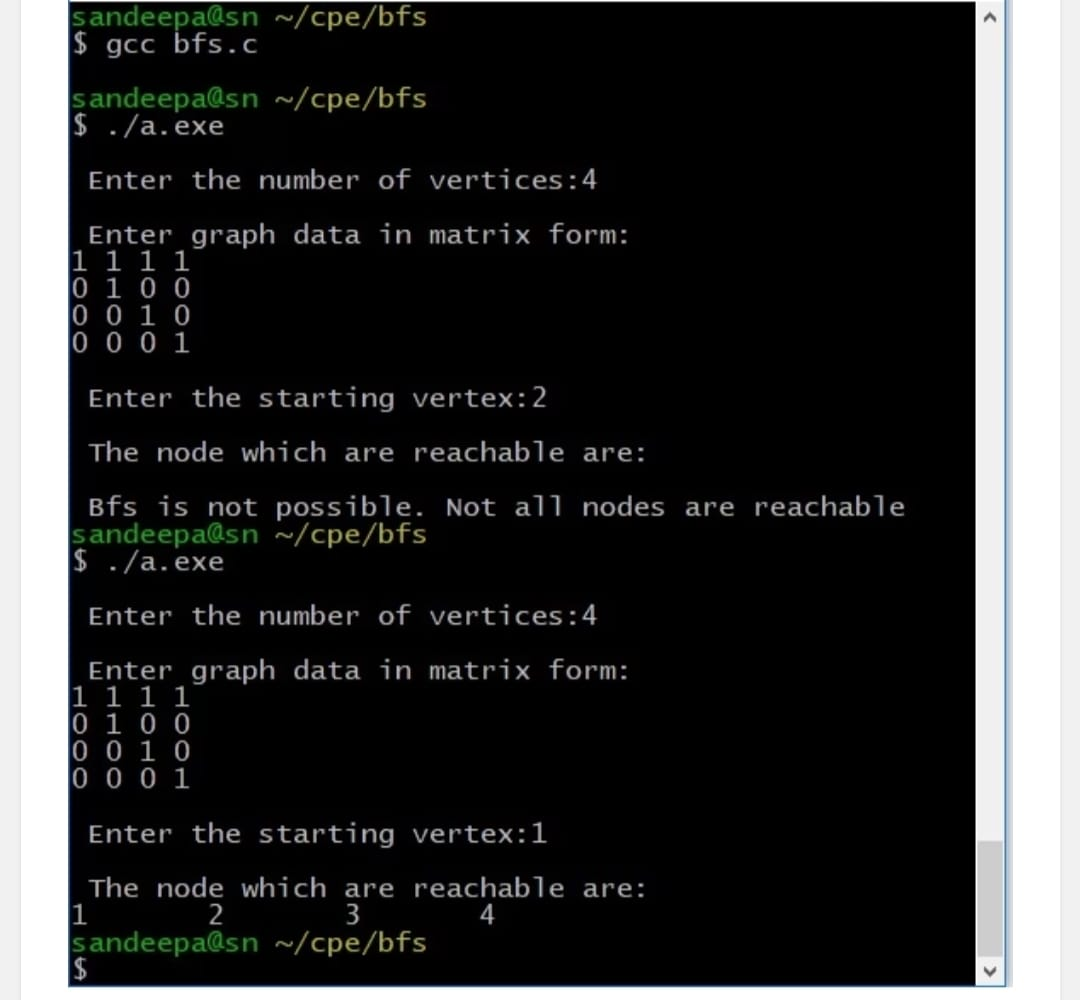 sandeepa@sn ~/cpe/bfs
$ gcc bfs.c
sandeepa@sn ~/cpe/bfs
$ ./a.exe
Enter the number of vertices:4
Enter graph data in matrix form:
1 1 1 1
0 1 0 0
0 0 1 0
0 0 0 1
Enter the starting vertex:2
The node which are reachable are:
Bfs is not possible. Not all nodes are reachable
sandeepa@sn ~/cpe/bfs
$ ./a.exe
Enter the number of vertices:4
Enter graph data in matrix form:
1 1 1 1
0 1 0 0
0 0 1 0
0 0 0 1
Enter the starting vertex:1
The node which are reachable are:
1 2 3 4
sandeepa@sn ~/cpe/bfs
$